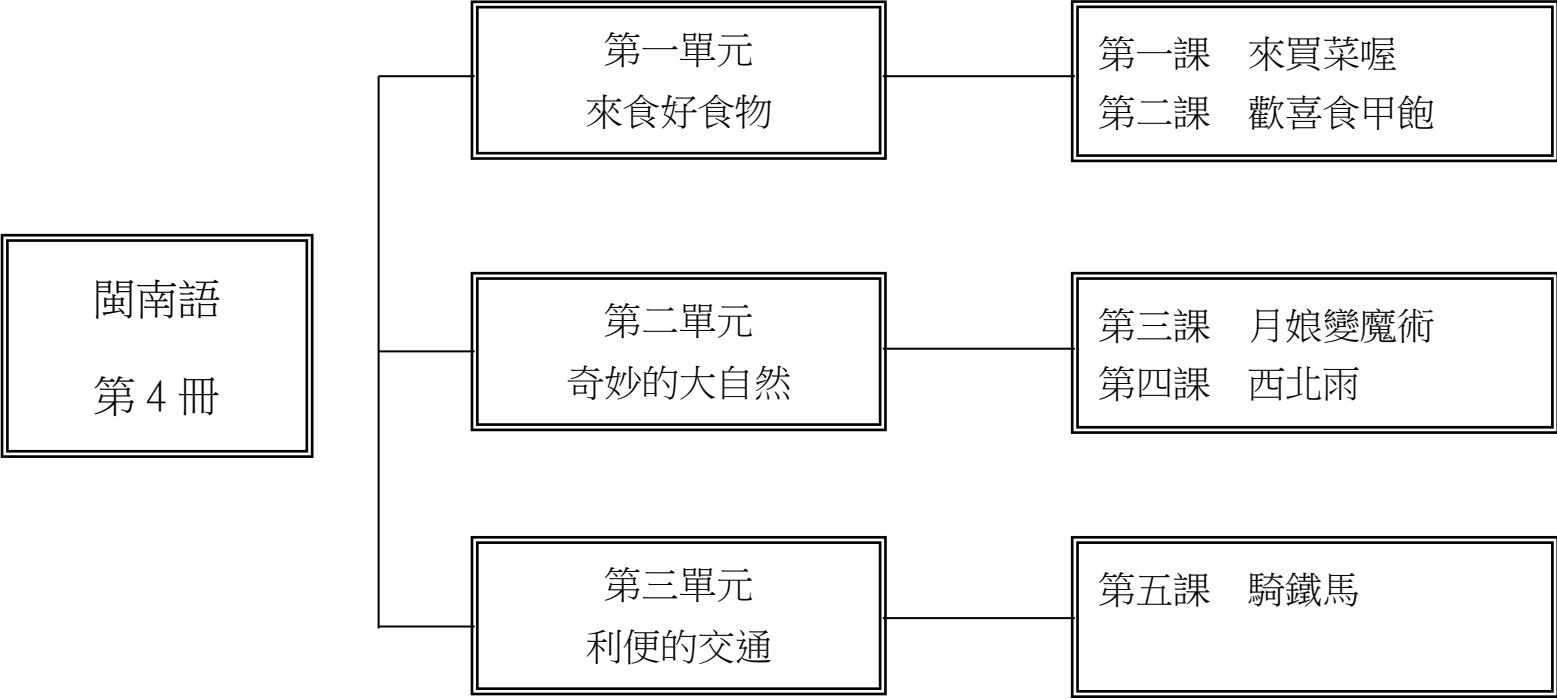 閩南語
第4冊
第一單元
來食好食物
第一課　來買菜喔
第二課　歡喜食甲飽
第二單元
奇妙的大自然
第三課　月娘變魔術
第四課　西北雨
第三單元
利便的交通
第五課　騎鐵馬